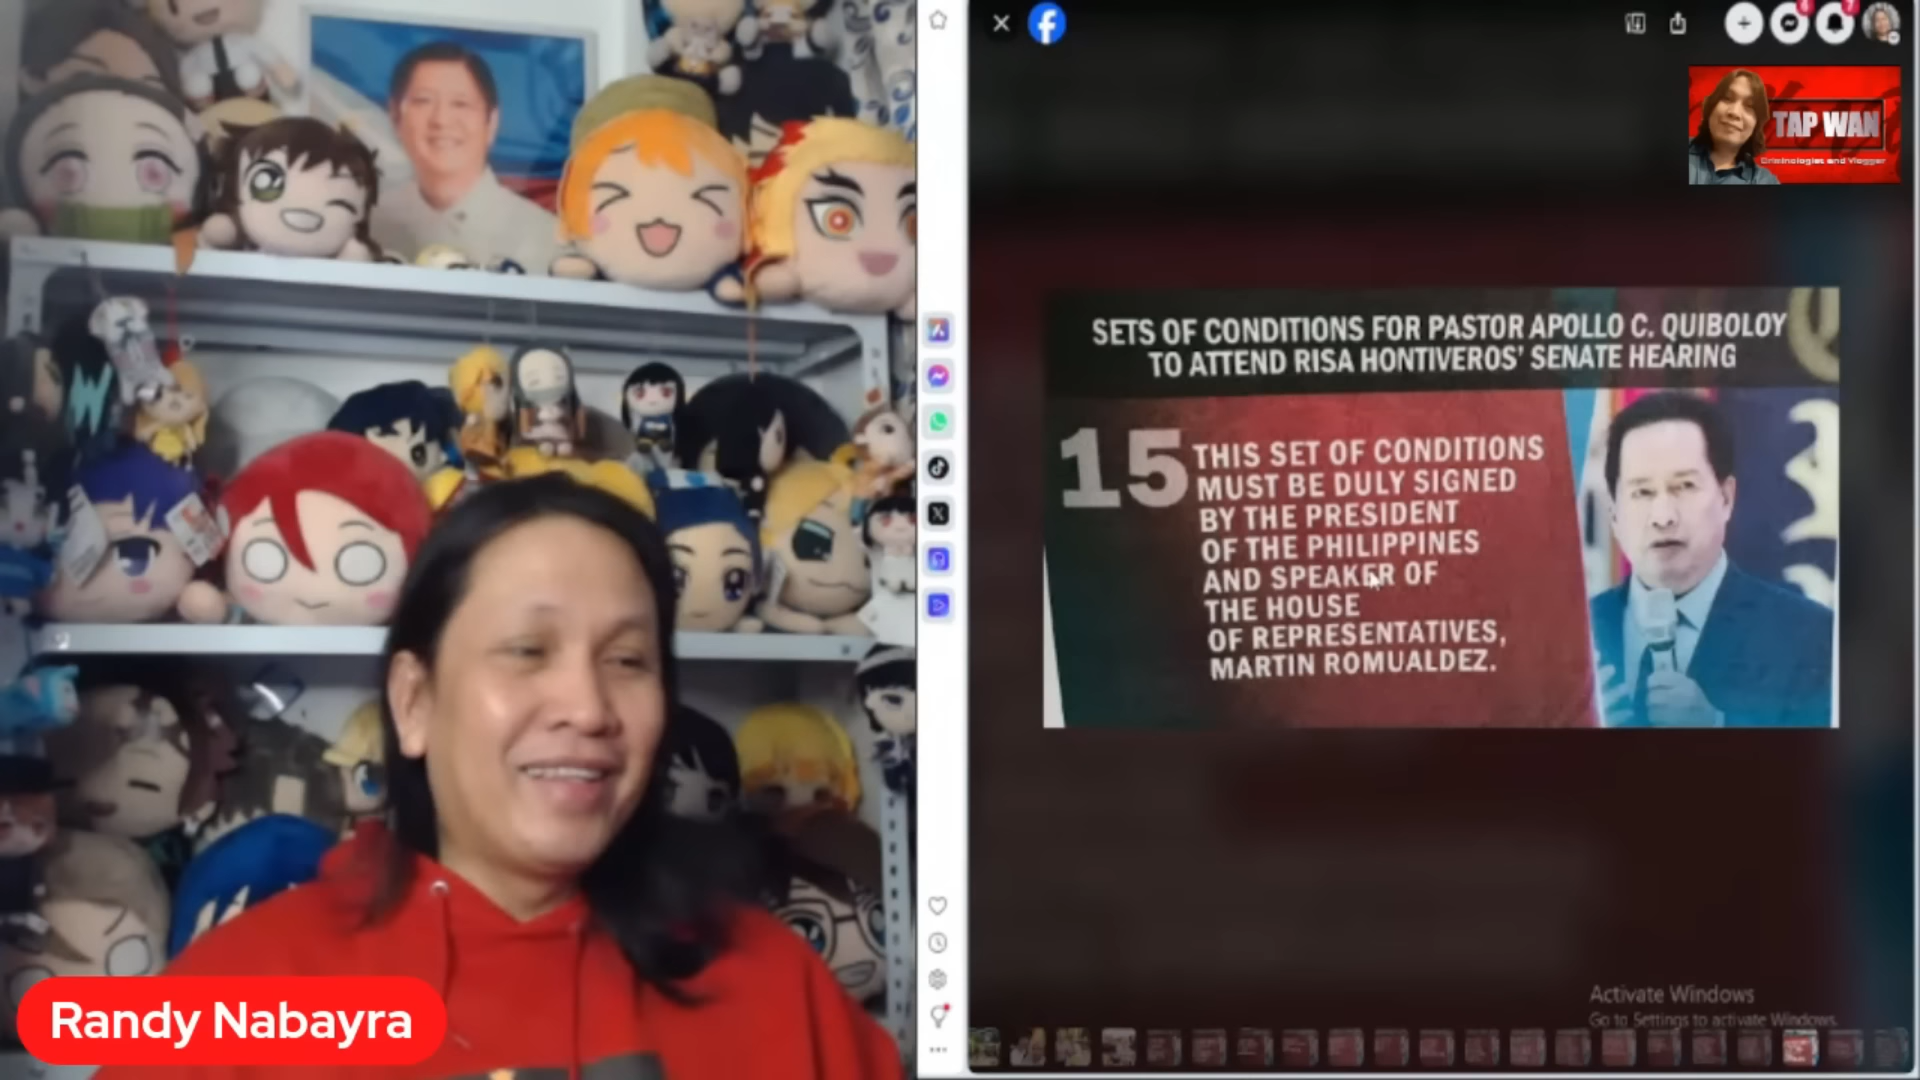 TAP WAN
Criminologist and Vlogger
SETS OF CONDITIONS FOR PASTOR APOLLO C. QUIBOLOY
TO ATTEND RISA HONTIVEROS' SENATE HEARING
15
THIS SET OF CONDITIONS
MUST BE DULY SIGNED
BY THE PRESIDENT
OF THE PHILIPPINES
AND SPEAKER OF
THE HOUSE
OF REPRESENTATIVES,
MARTIN ROMUALDEZ.
Activate Windows
Go to Settings to activate Windows.
Randy Nabayra